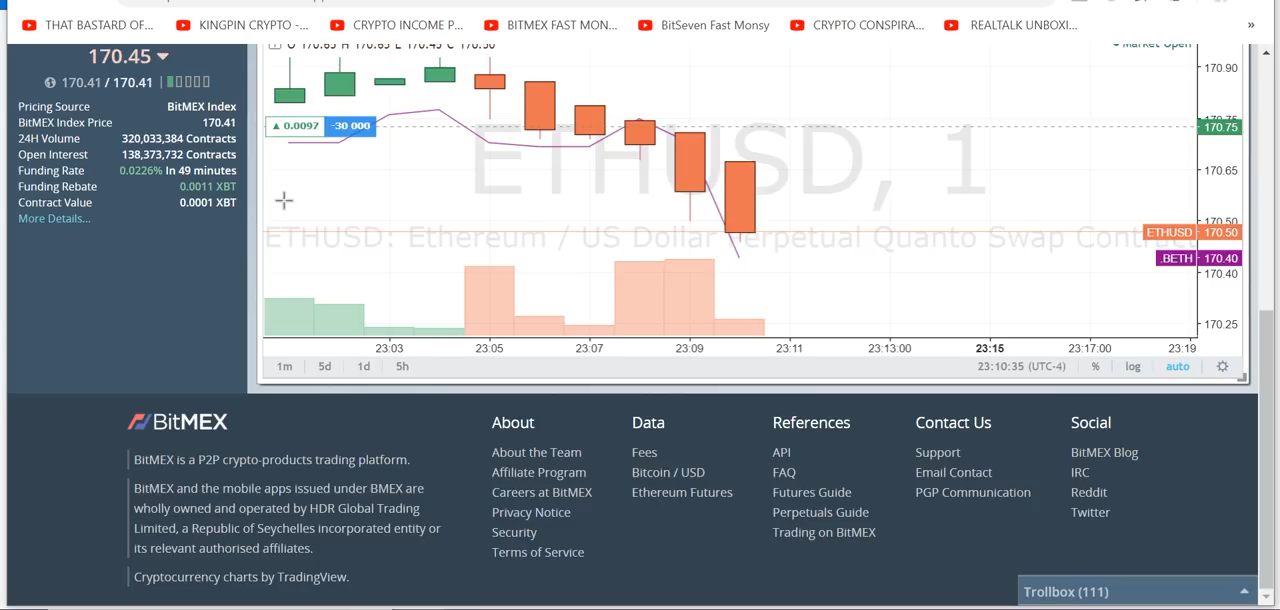 THAT BASTARD OF...
KINGPIN CRYPTO -...
CRYPTO INCOME P...
BITMEX FAST MON...
BitSeven Fast Monsy
CRYPTO CONSPIRA...
REALTALK UNBOXI...
»
170.45
170.41 / 170.41
Pricing Source BitMEX Index
BitMEX Index Price 170.41
24H Volume 320,033,384 Contracts
Open Interest 138,373,732 Contracts
Funding Rate 0.0226% In 49 minutes
Funding Rebate 0.0011 XBT
Contract Value 0.0001 XBT
More Details...
Market Open
▲ 0.0097 -30 000
ETHUSD, 1
ETHUSD: Ethereum / US Dollar Perpetual Quanto Swap Contr
170.90
170.75
170.65
170.50
ETHUSD 170.50
.BETH 170.40
170.40
170.25
23:03 23:05 23:07 23:09 23:11 23:13:00 23:15 23:17:00 23:19
1m 5d 1d 5h
23:10:35 (UTC-4) % log auto
BitMEX
BitMEX is a P2P crypto-products trading platform.
BitMEX and the mobile apps issued under BMEX are
wholly owned and operated by HDR Global Trading
Limited, a Republic of Seychelles incorporated entity or
its relevant authorised affiliates.
Cryptocurrency charts by TradingView.
About
About the Team
Affiliate Program
Careers at BitMEX
Privacy Notice
Security
Terms of Service
Data
Fees
Bitcoin / USD
Ethereum Futures
References
API
FAQ
Futures Guide
Perpetuals Guide
Trading on BitMEX
Contact Us
Support
Email Contact
PGP Communication
Social
BitMEX Blog
IRC
Reddit
Twitter
Trollbox (111)